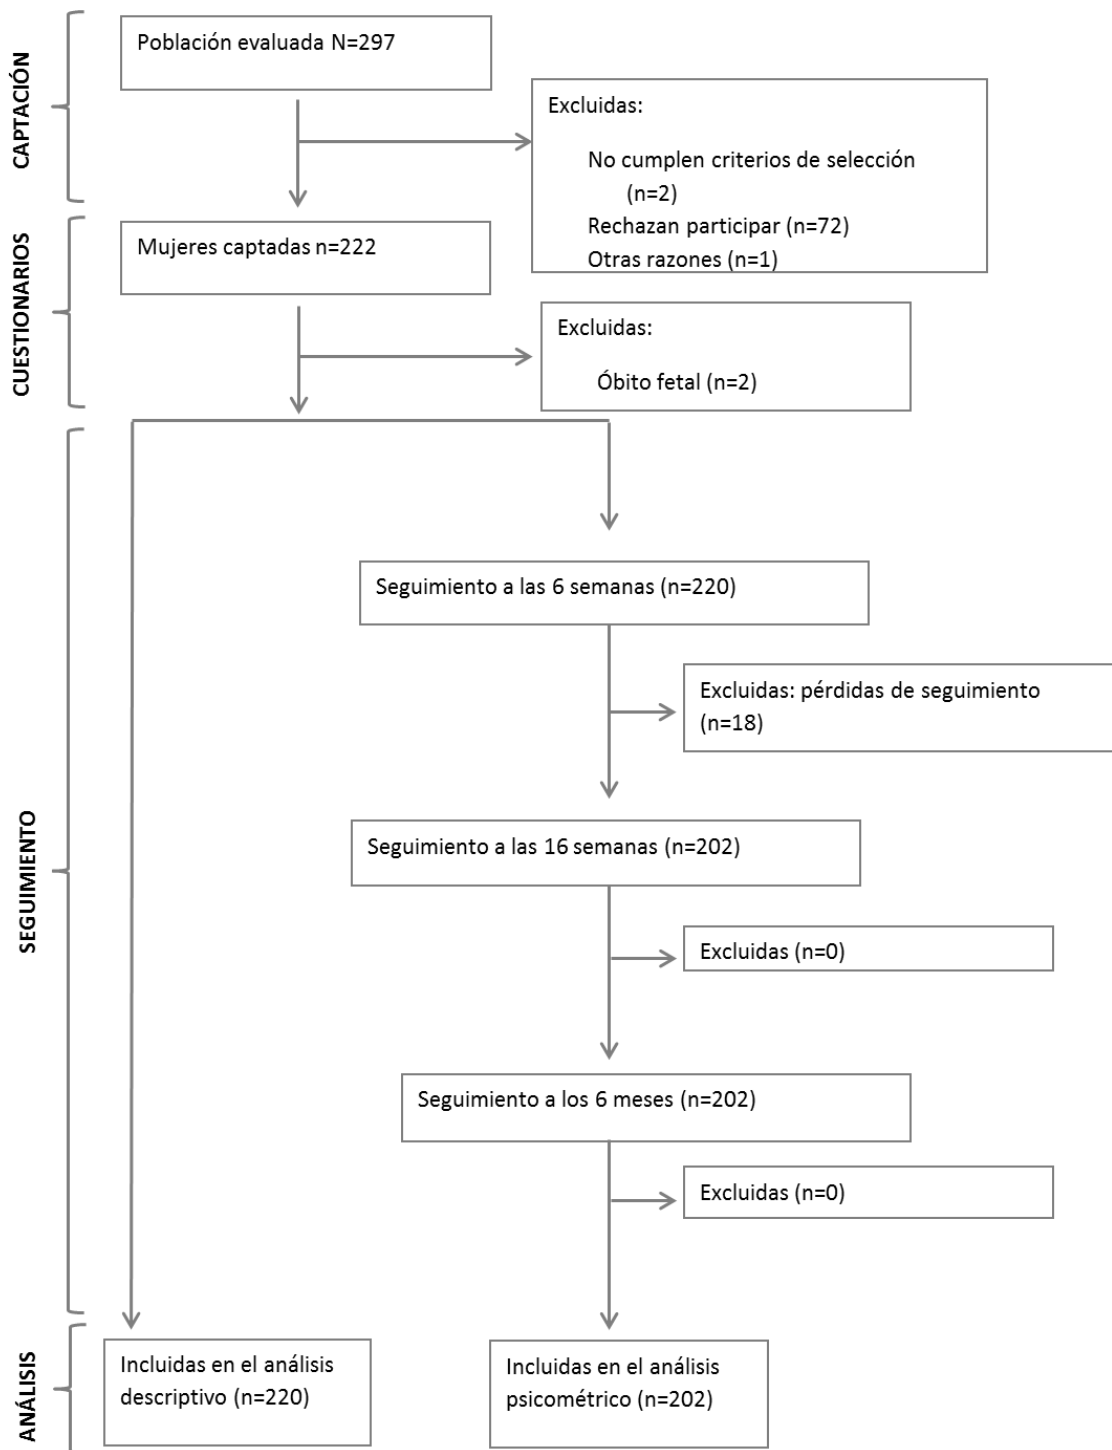 CAPTACIÓN
Población evaluada N=297
Excluidas:
No cumplen criterios de selección
(n=2)
Rechazan participar (n=72)
Otras razones (n=1)
CUESTIONARIOS
Mujeres captadas n=222
Excluidas:
Óbito fetal (n=2)
SEGUIMIENTO
Seguimiento a las 6 semanas (n=220)
Excluidas: pérdidas de seguimiento
(n=18)
Seguimiento a las 16 semanas (n=202)
Excluidas (n=0)
Seguimiento a los 6 meses (n=202)
Excluidas (n=0)
ANÁLISIS
Incluidas en el análisis
descriptivo (n=220)
Incluidas en el análisis
psicométrico (n=202)